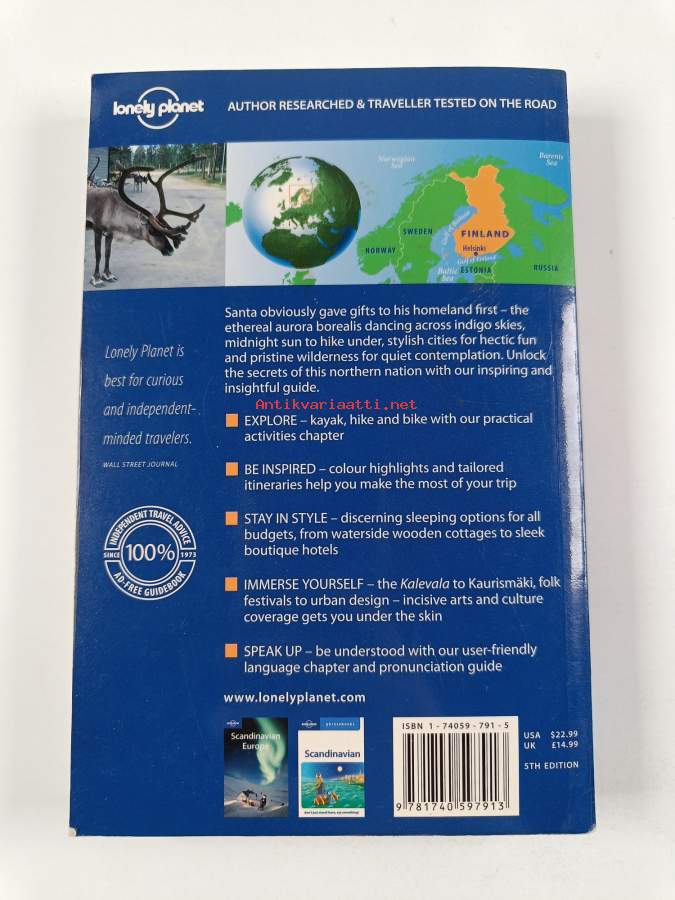 lonely planet
AUTHOR RESEARCHED & TRAVELLER TESTED ON THE ROAD
Norwegian
Sea
Barents
Sea
SWEDEN
FINLAND
NORWAY
Helsinki
Gulf of Finland
Baltic
Sea
ESTONIA
RUSSIA
Santa obviously gave gifts to his homeland first – the
ethereal aurora borealis dancing across indigo skies,
midnight sun to hike under, stylish cities for hectic fun
and pristine wilderness for quiet contemplation. Unlock
the secrets of this northern nation with our inspiring and
insightful guide.
Antikvariaatti.net
Lonely Planet is
best for curious
and independent-
minded travelers.
WALL STREET JOURNAL
EXPLORE – kayak, hike and bike with our practical
activities chapter
BE INSPIRED – colour highlights and tailored
itineraries help you make the most of your trip
STAY IN STYLE – discerning sleeping options for all
budgets, from waterside wooden cottages to sleek
boutique hotels
IMMERSE YOURSELF – the Kalevala to Kaurismäki, folk
festivals to urban design – incisive arts and culture
coverage gets you under the skin
SPEAK UP – be understood with our user-friendly
language chapter and pronunciation guide
INDEPENDENT TRAVEL ADVICE
SINCE 100% 1973
AD-FREE GUIDEBOOK
www.lonelyplanet.com
Scandinavian
Europe
phrasebooks
Scandinavian
ISBN 1-74059-791-5
9 781740 597913
USA $22.99
UK £14.99
5TH EDITION